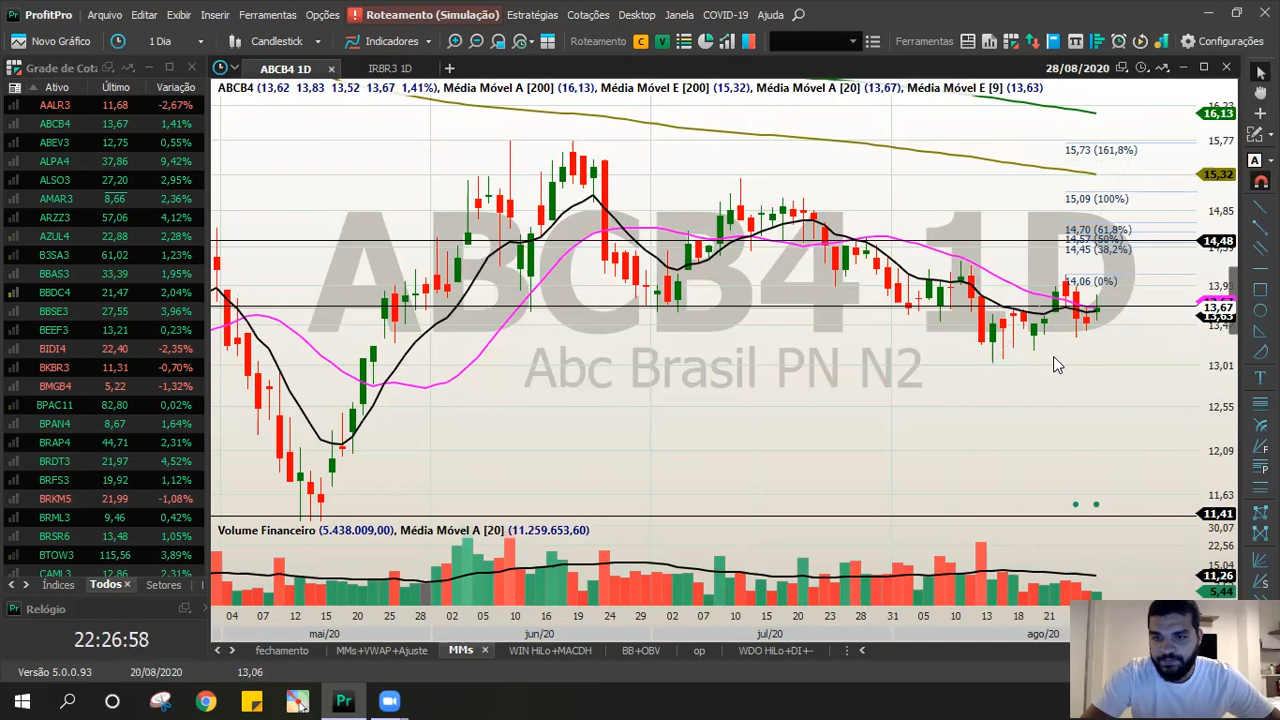 ProfitPro Arquivo Editar Exibir Inserir Ferramentas Opções Roteamento (Simulação) Estratégias Cotações Desktop Janela COVID-19 Ajuda
Novo Gráfico 1 Dia Candlestick Indicadores Roteamento C V Ferramentas Configurações
Grade de Cota ABCB4 1D IRBR3 1D 28/08/2020
Ativo Último Variação
AALR3 11,68 -2,67%
ABCB4 13,67 1,41%
ABEV3 12,75 0,55%
ALPA4 37,86 9,42%
ALSO3 27,20 2,95%
AMAR3 8,66 2,36%
ARZZ3 57,06 4,12%
AZUL4 22,88 2,28%
B3SA3 61,02 1,23%
BBAS3 33,39 1,95%
BBDC4 21,47 2,04%
BBSE3 27,55 3,96%
BEEF3 13,21 0,23%
BIDI4 22,40 -2,35%
BKBR3 11,31 -0,70%
BMGB4 5,22 -1,32%
BPAC11 82,80 0,02%
BPAN4 8,67 1,64%
BRAP4 44,71 2,31%
BRDT3 21,97 4,52%
BRFS3 19,92 1,12%
BRKM5 21,99 -1,08%
BRML3 9,46 0,42%
BRSR6 13,48 1,05%
BTOW3 115,56 3,89%
CAML3 12,88 2,31%
Índices Todos Setores
Relógio
22:26:58
ABCB4 (13,62 13,83 13,52 13,67 1,41%), Média Móvel A [200] (16,13), Média Móvel E [200] (15,32), Média Móvel A [20] (13,67), Média Móvel E [9] (13,63)
ABCB4 1D
Abc Brasil PN N2
15,73 (161,8%)
15,09 (100%)
14,70 (61,8%)
14,57 (50%)
14,45 (38,2%)
14,06 (0%)
16,23
16,13
15,77
15,32
14,85
14,48
13,98
13,67
13,63
13,01
12,55
12,09
11,63
11,41
Volume Financeiro (5.438.009,00), Média Móvel A [20] (11.259.653,60)
30,07
22,56
15,04
11,26
5,44
04 07 12 15 20 25 28 02 05 10 15 19 24 29 02 07 10 15 20 23 28 31 05 10 13 18 21
mai/20 jun/20 jul/20 ago/20
fechamento MMs+VWAP+Ajuste MMs WIN HiLo+MACDH BB+OBV op WDO HiLo+DI+-
Versão 5.0.0.93 20/08/2020 13,06
Pr